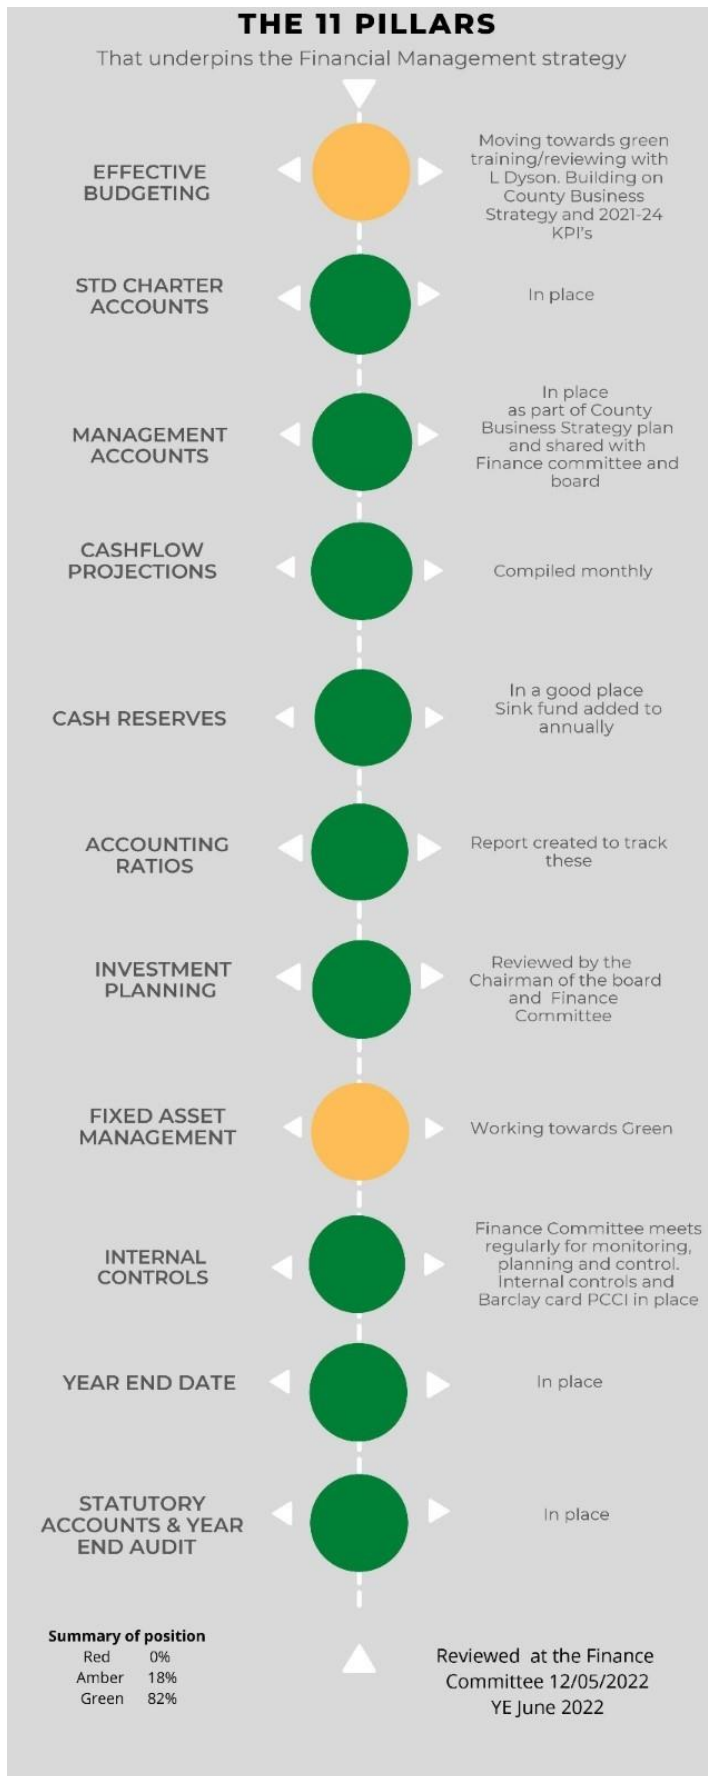 THE 11 PILLARS
That underpins the Financial Management strategy
EFFECTIVE
BUDGETING
Moving towards green
training/reviewing with
L Dyson. Building on
County Business
Strategy and 2021-24
KPI's
STD CHARTER
ACCOUNTS
In place
MANAGEMENT
ACCOUNTS
In place
as part of County
Business Strategy plan
and shared with
Finance committee and
board
CASHFLOW
PROJECTIONS
Compiled monthly
CASH RESERVES
In a good place
Sink fund added to
annually
ACCOUNTING
RATIOS
Report created to track
these
INVESTMENT
PLANNING
Reviewed by the
Chairman of the board
and Finance
Committee
FIXED ASSET
MANAGEMENT
Working towards Green
INTERNAL
CONTROLS
Finance Committee meets
regularly for monitoring,
planning and control.
Internal controls and
Barclay card PCCI in place
YEAR END DATE
In place
STATUTORY
ACCOUNTS & YEAR
END AUDIT
In place
Summary of position
Red 0%
Amber 18%
Green 82%
Reviewed at the Finance
Committee 12/05/2022
YE June 2022